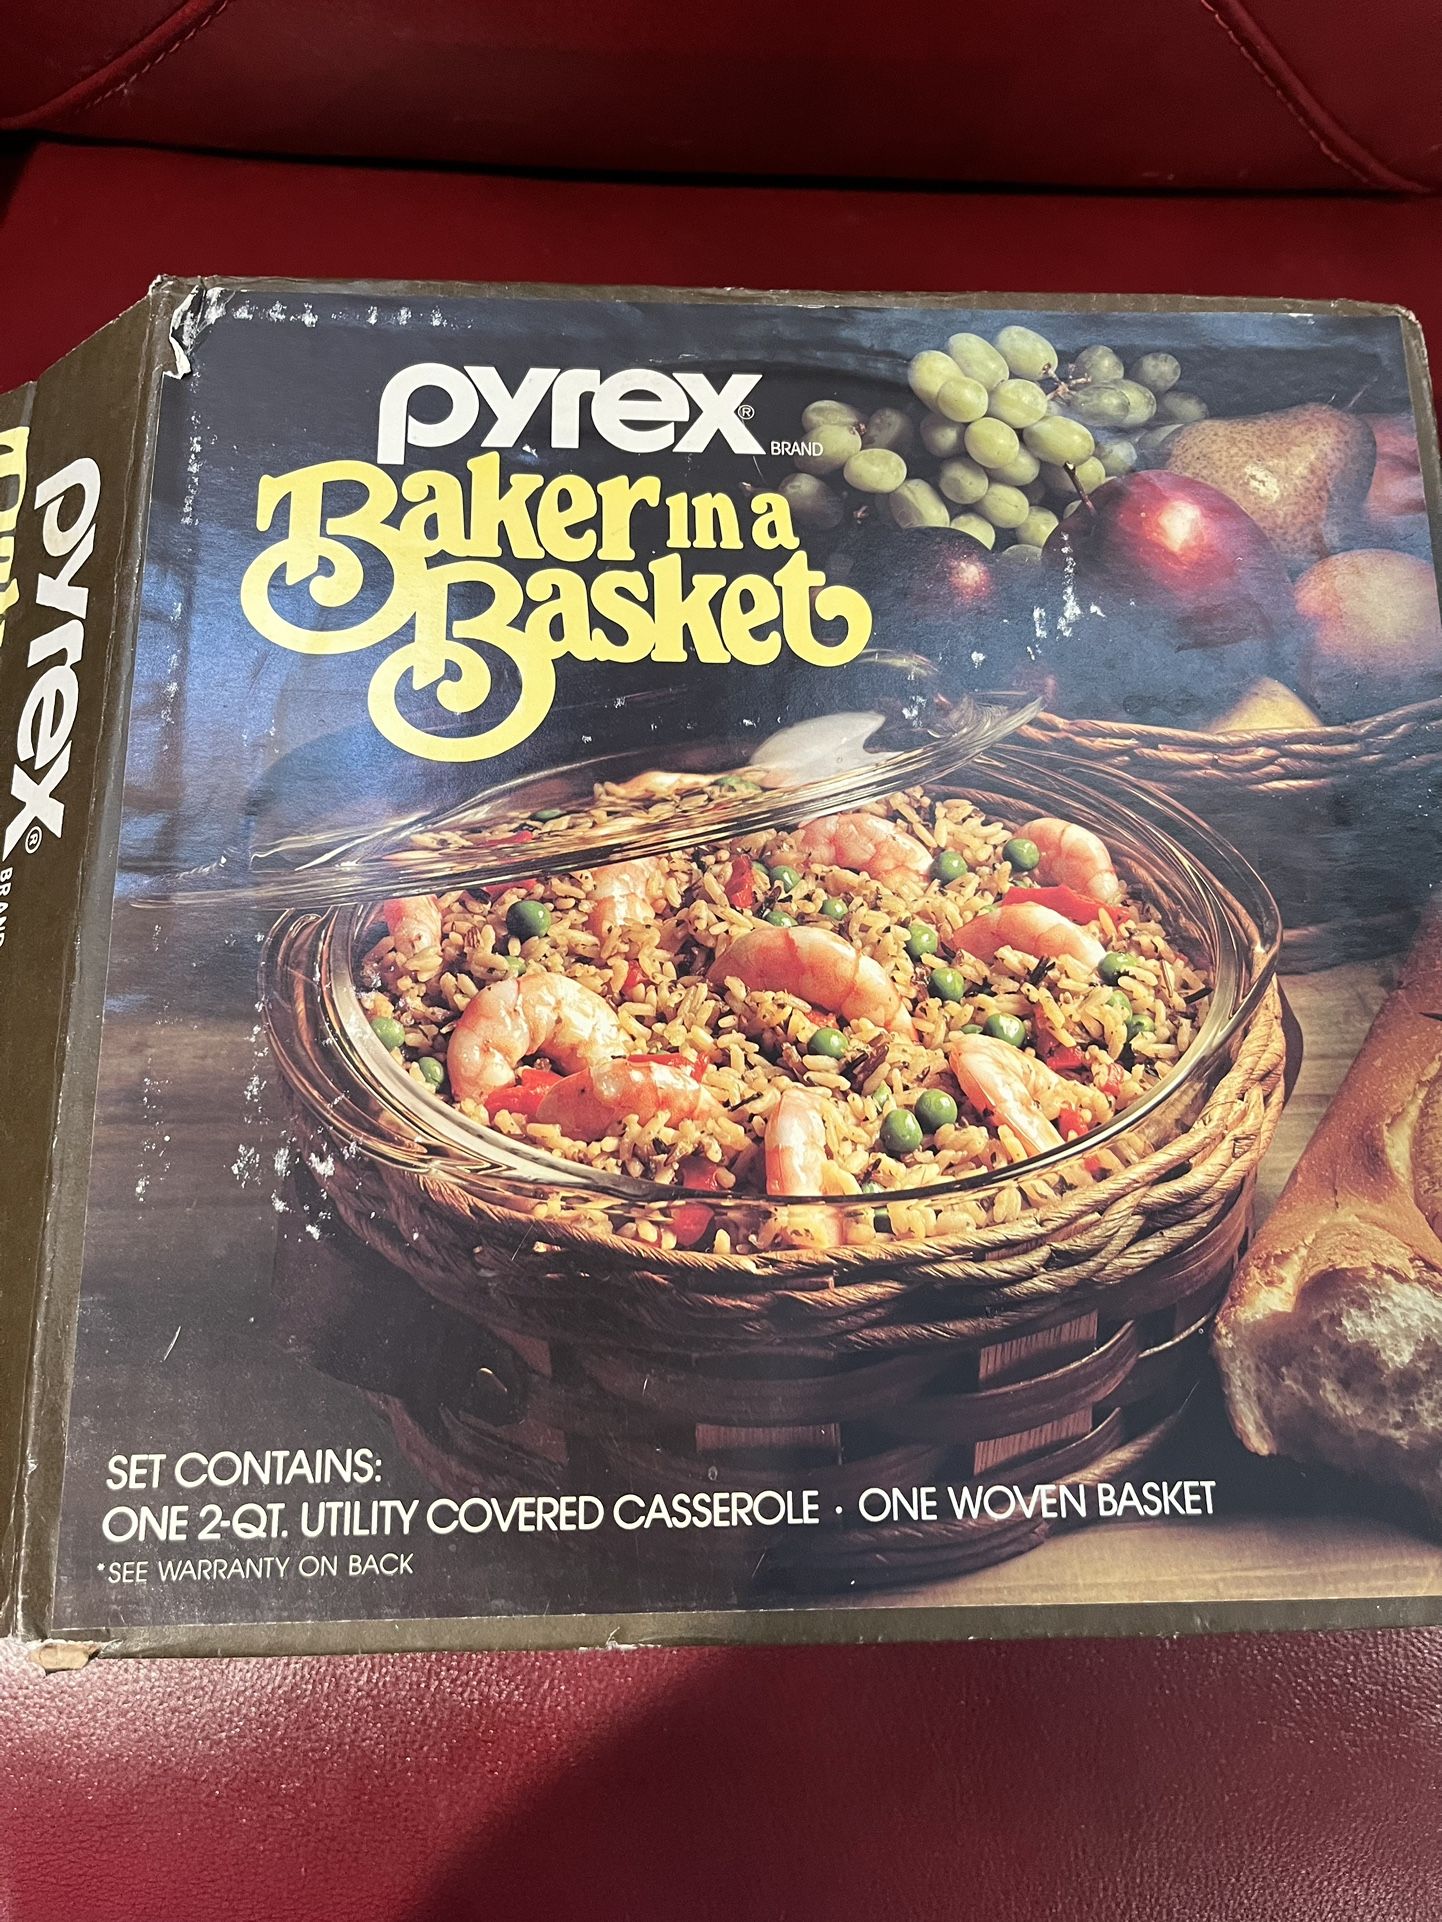 pyrex®
BRAND
Baker in a
Basket
pyrex®
BRAND
SET CONTAINS:
ONE 2-QT. UTILITY COVERED CASSEROLE · ONE WOVEN BASKET
*SEE WARRANTY ON BACK